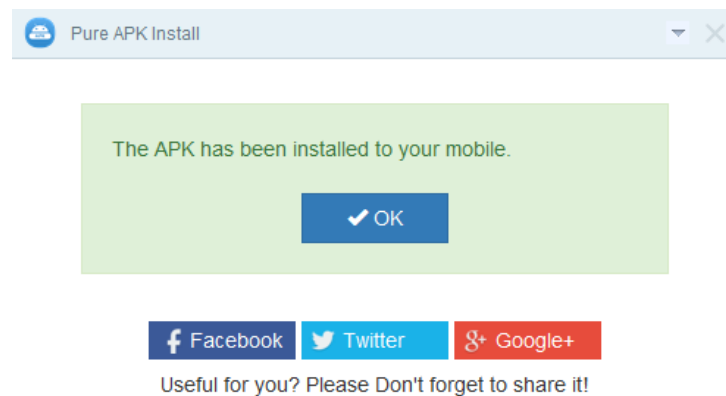 Pure APK Install
The APK has been installed to your mobile.
OK
Facebook Twitter Google+
Useful for you? Please Don't forget to share it!